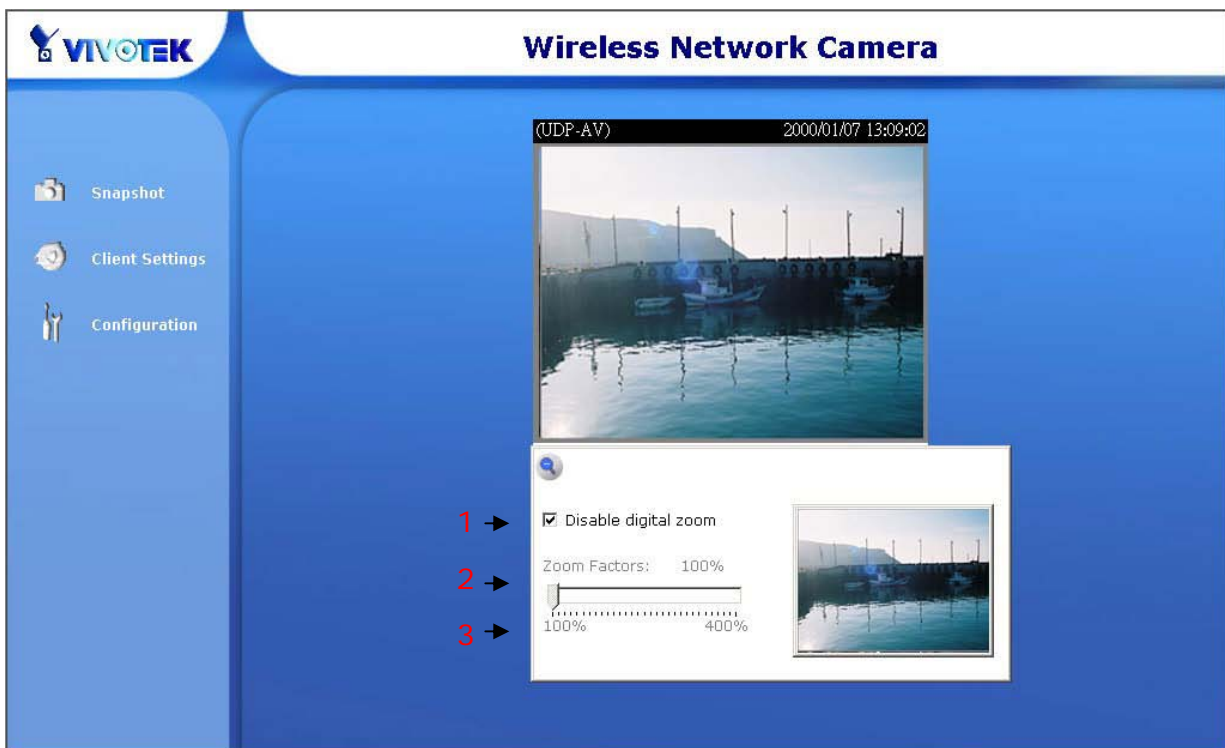 VIVOTEK
Wireless Network Camera
(UDP-AV) 2000/01/07 13:09:02
Snapshot
Client Settings
Configuration
1
Disable digital zoom
2
Zoom Factors: 100%
3
100% 400%